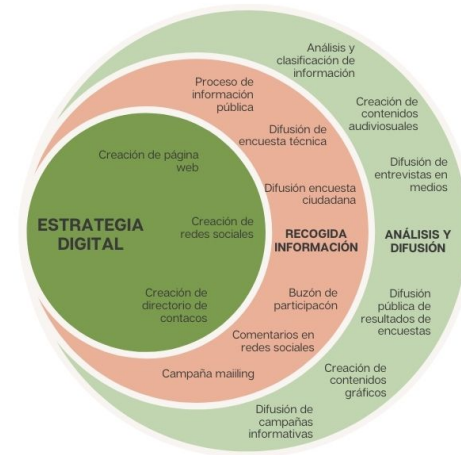 ESTRATEGIA
DIGITAL
Creación de página
web
Creación de
redes sociales
Creación de
directorio de
contacos
Proceso de
información
pública
Difusión de
encuesta técnica
Difusión encuesta
ciudadana
RECOGIDA
INFORMACIÓN
Buzón de
participacón
Comentarios en
redes sociales
Campaña maiiling
Análisis y
clasificación de
información
Creación de
contenidos
audiviosuales
Difusión de
entrevistas en
medios
ANÁLISIS Y
DIFUSIÓN
Difusión
pública de
resultados de
encuestas
Creación de
contenidos
gráficos
Difusión de
campañas
informativas